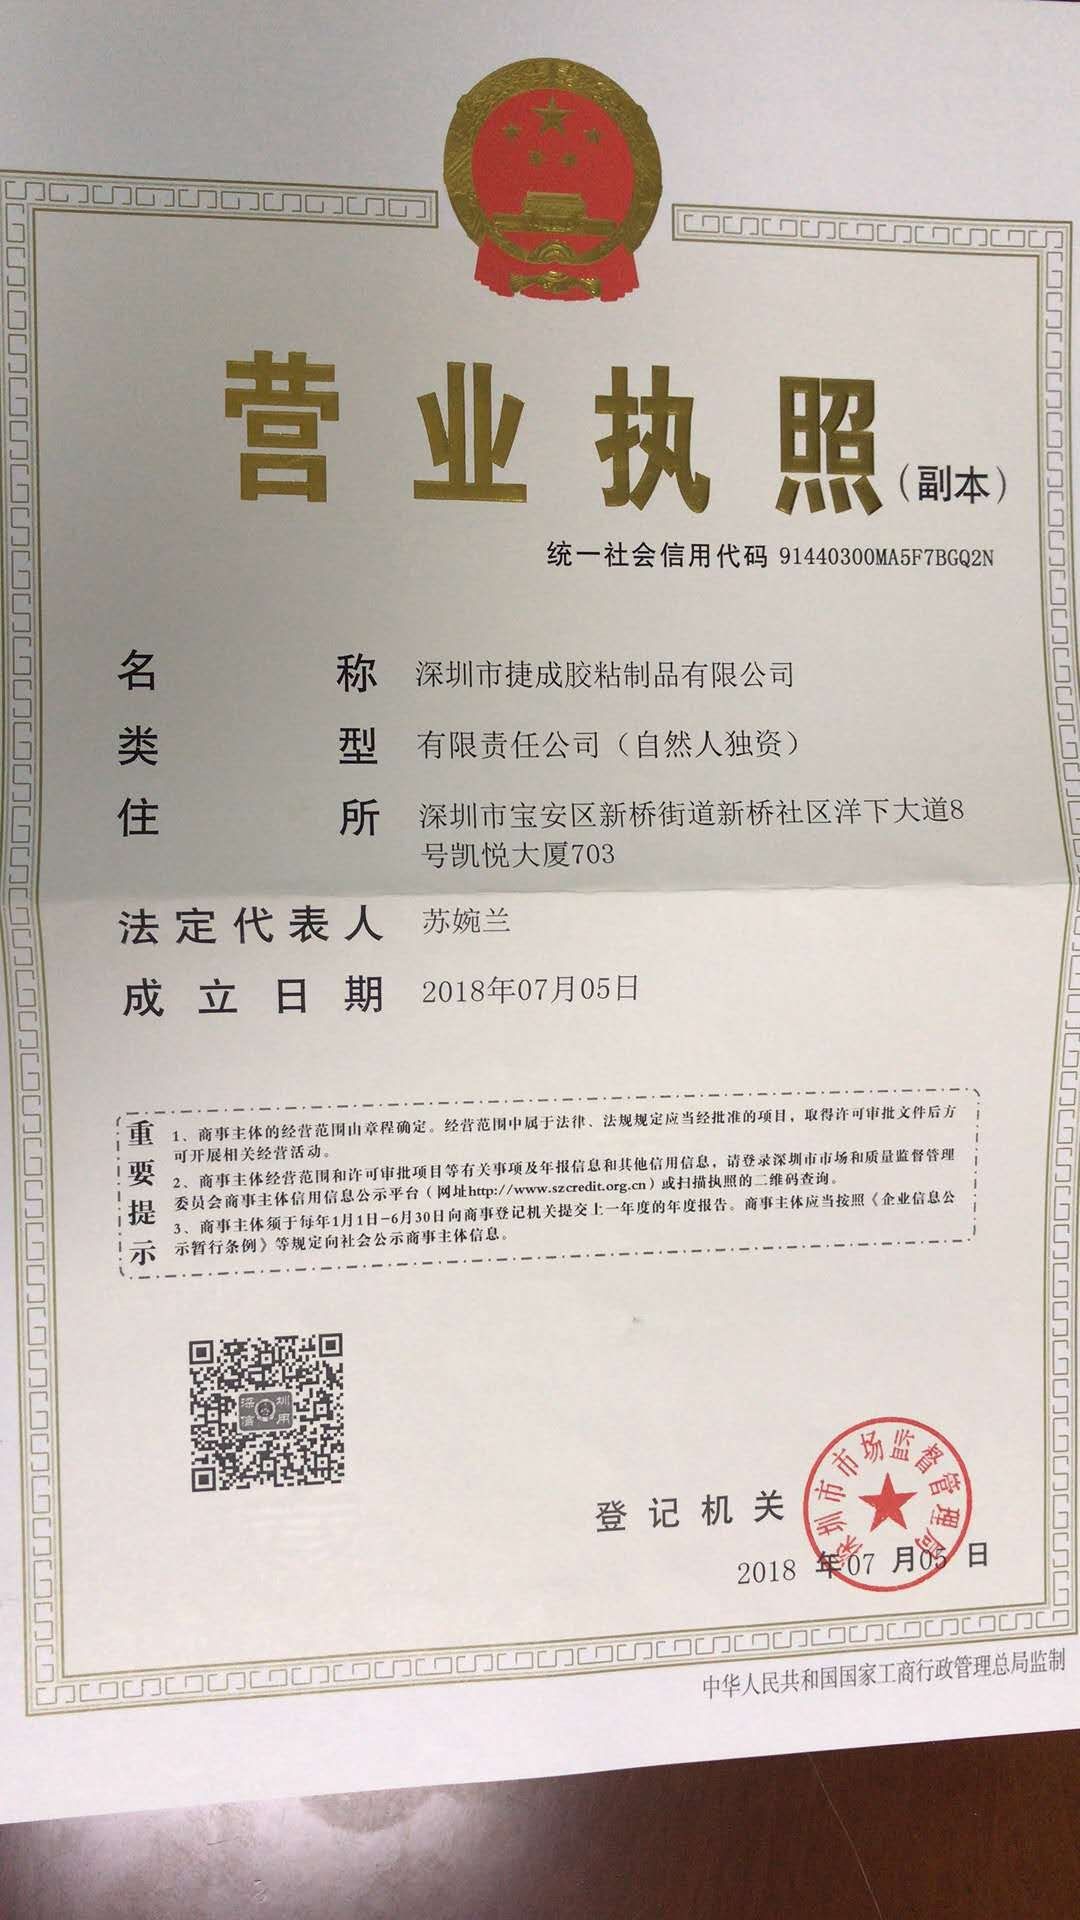 营业执照(副本)
统一社会信用代码 91440300MA5F7BGQ2N
名称 深圳市捷成胶粘制品有限公司
类型 有限责任公司(自然人独资)
住所 深圳市宝安区新桥街道新桥社区洋下大道8
号凯悦大厦703
法定代表人 苏婉兰
成立日期 2018年07月05日
重要提示
1、商事主体的经营范围由章程确定。经营范围中属于法律、法规规定应当经批准的项目,取得许可审批文件后方
可开展相关经营活动。
2、商事主体经营范围和许可审批项目等有关事项及年报信息和其他信用信息,请登录深圳市市场和质量监督管理
委员会商事主体信用信息公示平台(网址http://www.szcredit.org.cn)或扫描执照的二维码查询。
3、商事主体须于每年1月1日-6月30日向商事登记机关提交上一年度的年度报告。商事主体应当按照《企业信息公
示暂行条例》等规定向社会公示商事主体信息。
深圳
信用
登记机关
深圳市市场监督管理局
2018 年07 月05 日
中华人民共和国国家工商行政管理总局监制